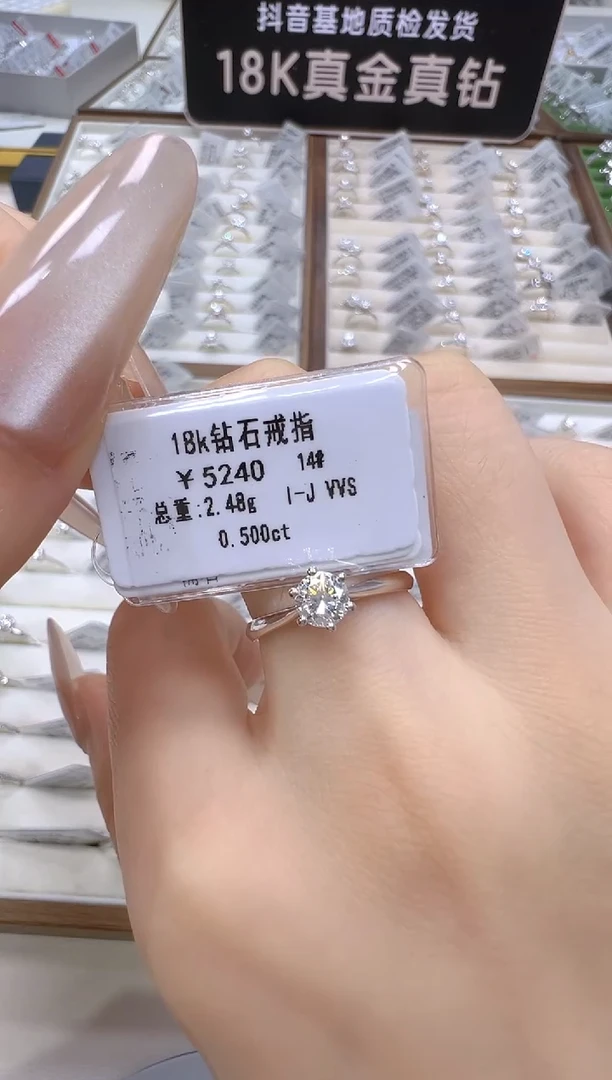 抖音基地质检发货
18K真金真钻
18k钻石戒指
￥5240 14#
总重:2.48g I-J VVS
0.500ct